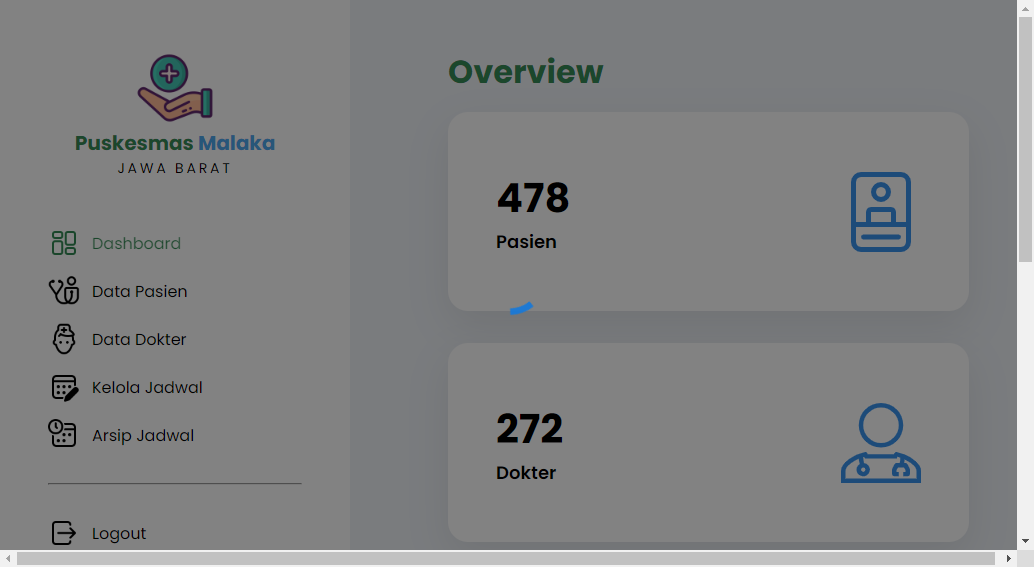 Puskesmas Malaka
JAWA BARAT
Dashboard
Data Pasien
Data Dokter
Kelola Jadwal
Arsip Jadwal
Logout
Overview
478
Pasien
272
Dokter